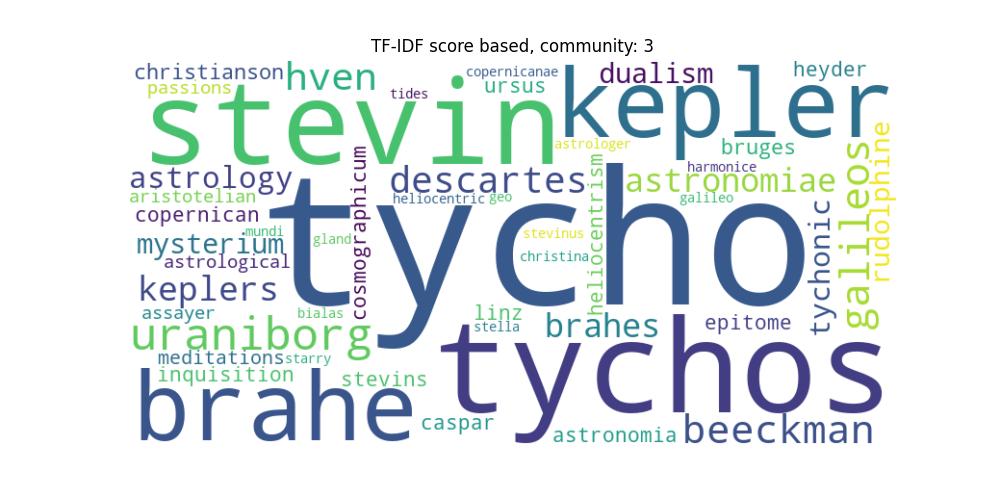 TF-IDF score based, community: 3
christianson
hven
copernicanae
dualism
heyder
passions
ursus
tides
stevin
kepler
astrologer
bruges
harmonice
astrology
descartes
astronomiae
aristotelian
heliocentric
geo
galileo
copernican
tycho
mundi
gland
stevinus
mysterium
christina
astrological
cosmographicum
heliocentrism
tychonic
galileos
rudolphine
keplers
assayer
bialas
linz
stella
brahes
epitome
uraniborg
tychos
meditations
starry
inquisition
stevins
brahe
caspar
astronomia
beeckman